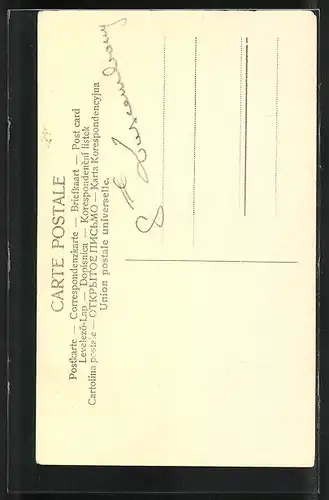 CARTE POSTALE
Postkarte — Correspondenzkarte — Briefkaart — Post card
Levelező-Lap — Dopisnica — Korespondenční lístek
Cartolina postale — ОТКРЫТОЕ ПИСЬМО — Karta Korespondencyjna
Union postale universelle.